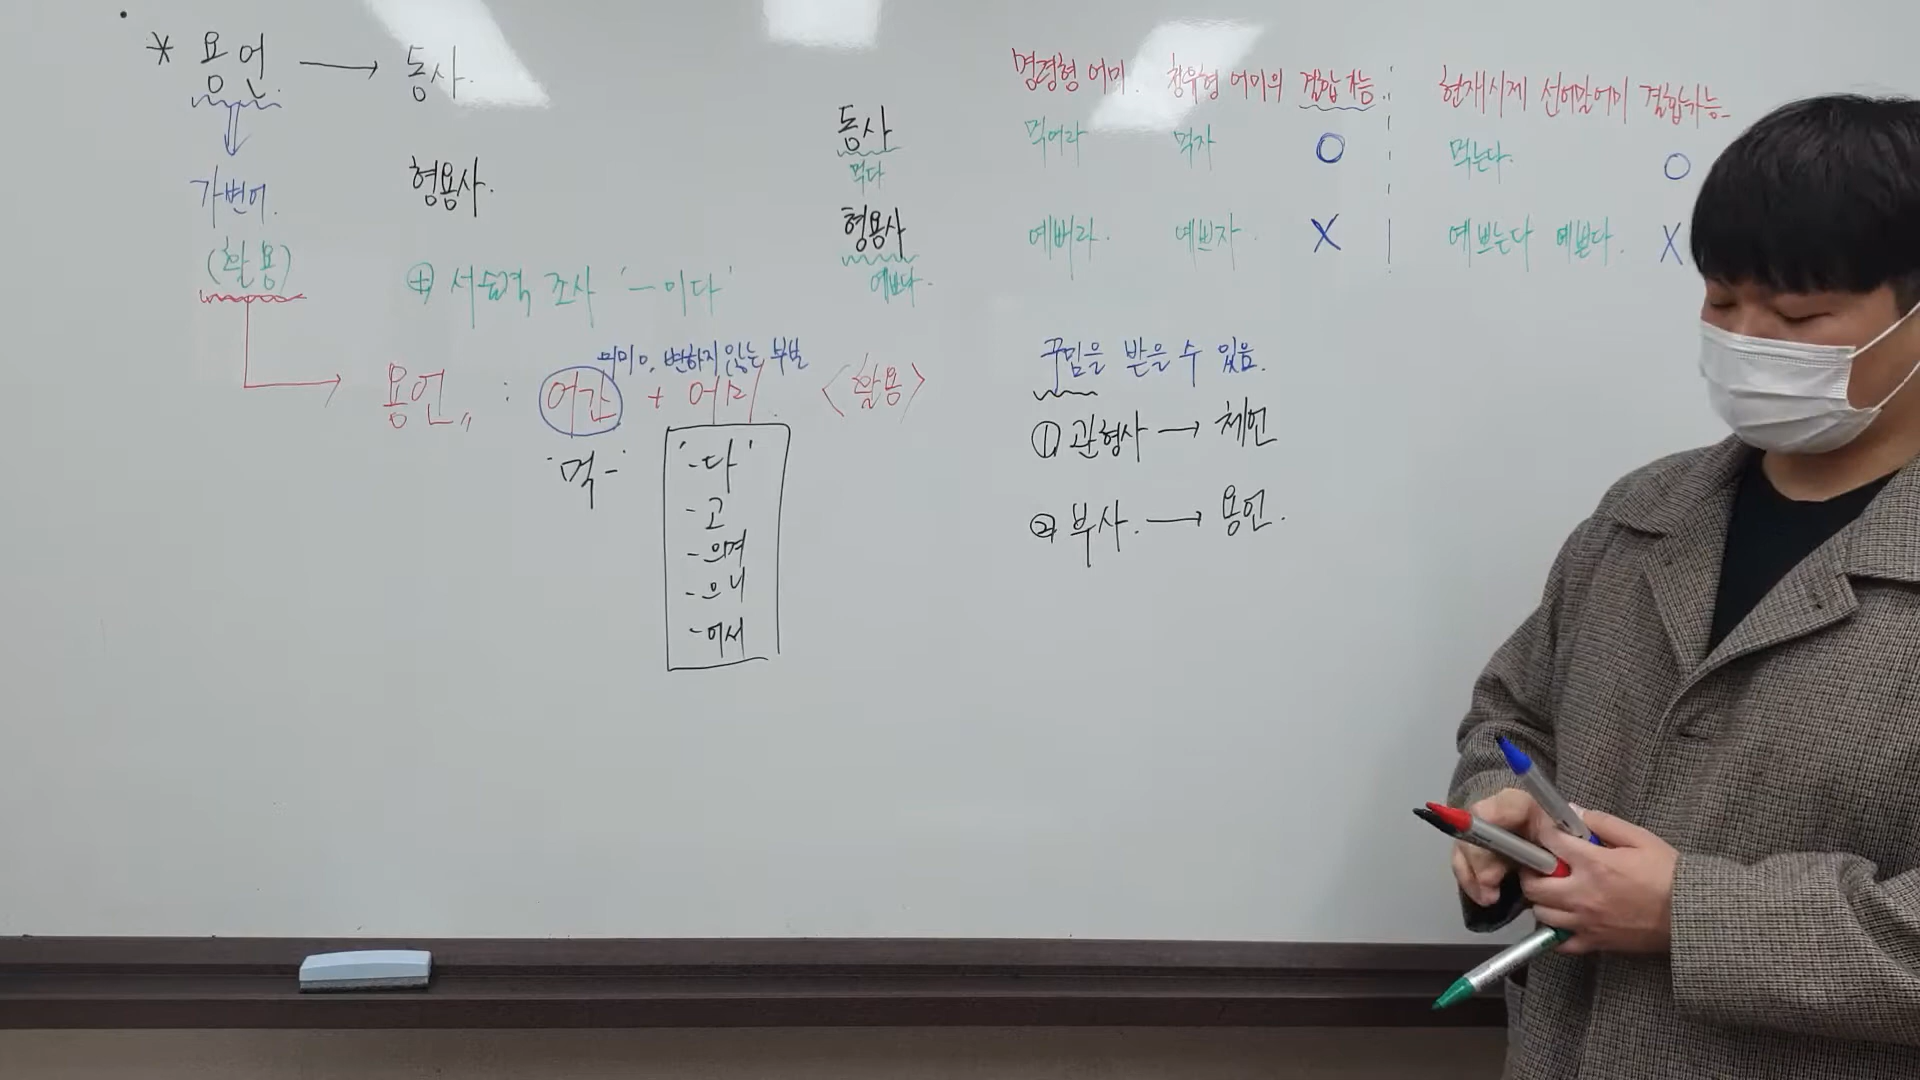 * 용언 → 동사.
가변어.
형용사.
(활용)
⊕ 서술격 조사 '-이다'
의미 O, 변하지 않는 부분
용언 : 어간 + 어미. <활용>
'먹-'
'-다'
-고
-으며
-으니
-어서
명령형 어미. 청유형 어미의 결합 가능. 현재시제 선어말어미 결합가능.
동사 먹어라 먹자 O 먹는다. O
먹다
형용사 예뻐라. 예쁘자. X 예쁘는다 예쁜다. X
예쁘다.
꾸밈을 받을 수 있음.
① 관형사 → 체언
② 부사. → 용언.